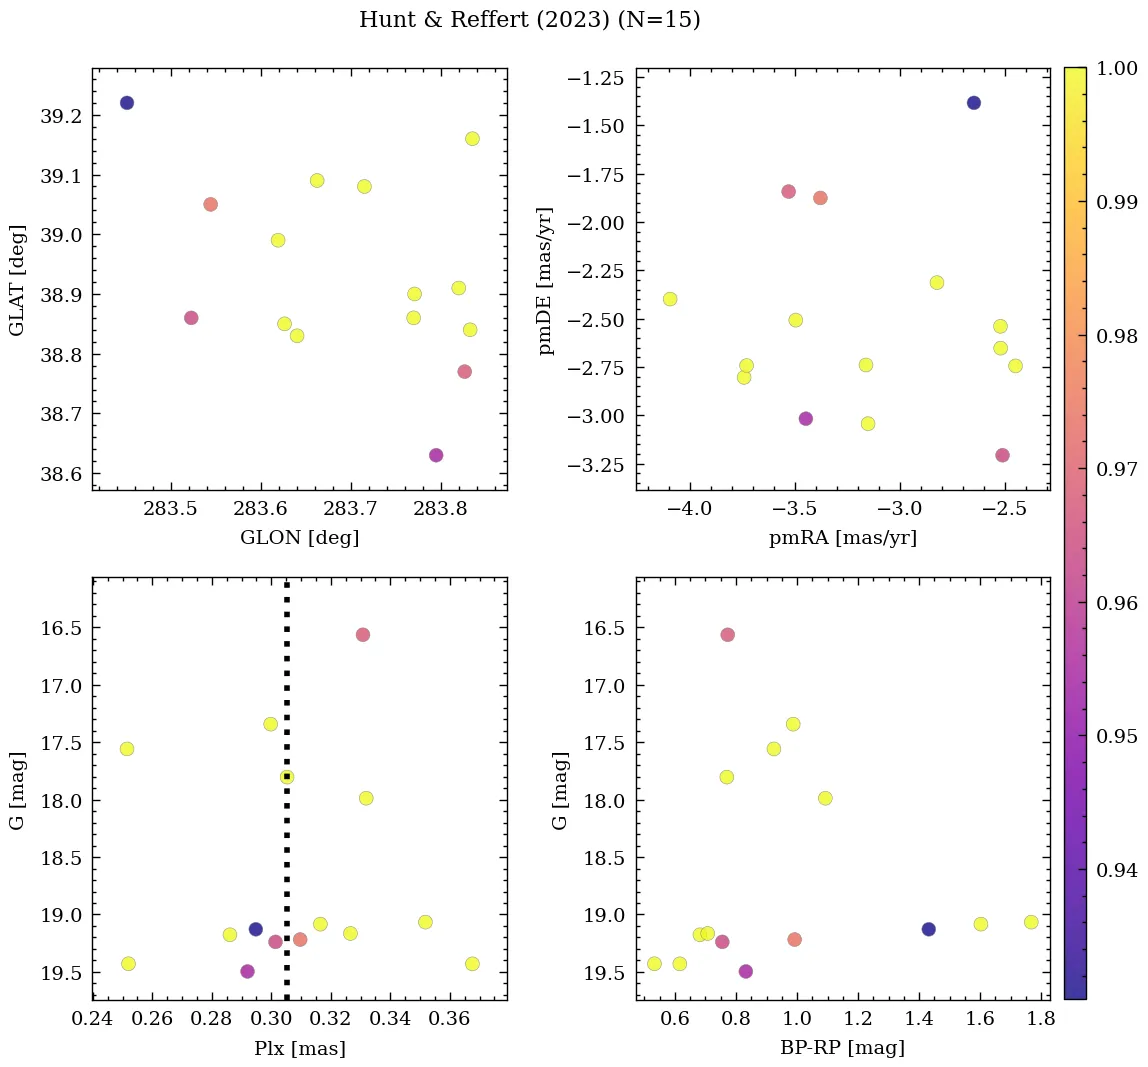 Hunt & Reffert (2023) (N=15)
39.2
39.1
39.0
38.9
38.8
38.7
38.6
GLAT [deg]
283.5 283.6 283.7 283.8
GLON [deg]
−1.25
−1.50
−1.75
−2.00
−2.25
−2.50
−2.75
−3.00
−3.25
pmDE [mas/yr]
−4.0 −3.5 −3.0 −2.5
pmRA [mas/yr]
16.5
17.0
17.5
18.0
18.5
19.0
19.5
G [mag]
0.24 0.26 0.28 0.30 0.32 0.34 0.36
Plx [mas]
16.5
17.0
17.5
18.0
18.5
19.0
19.5
G [mag]
0.6 0.8 1.0 1.2 1.4 1.6 1.8
BP-RP [mag]
1.00
0.99
0.98
0.97
0.96
0.95
0.94